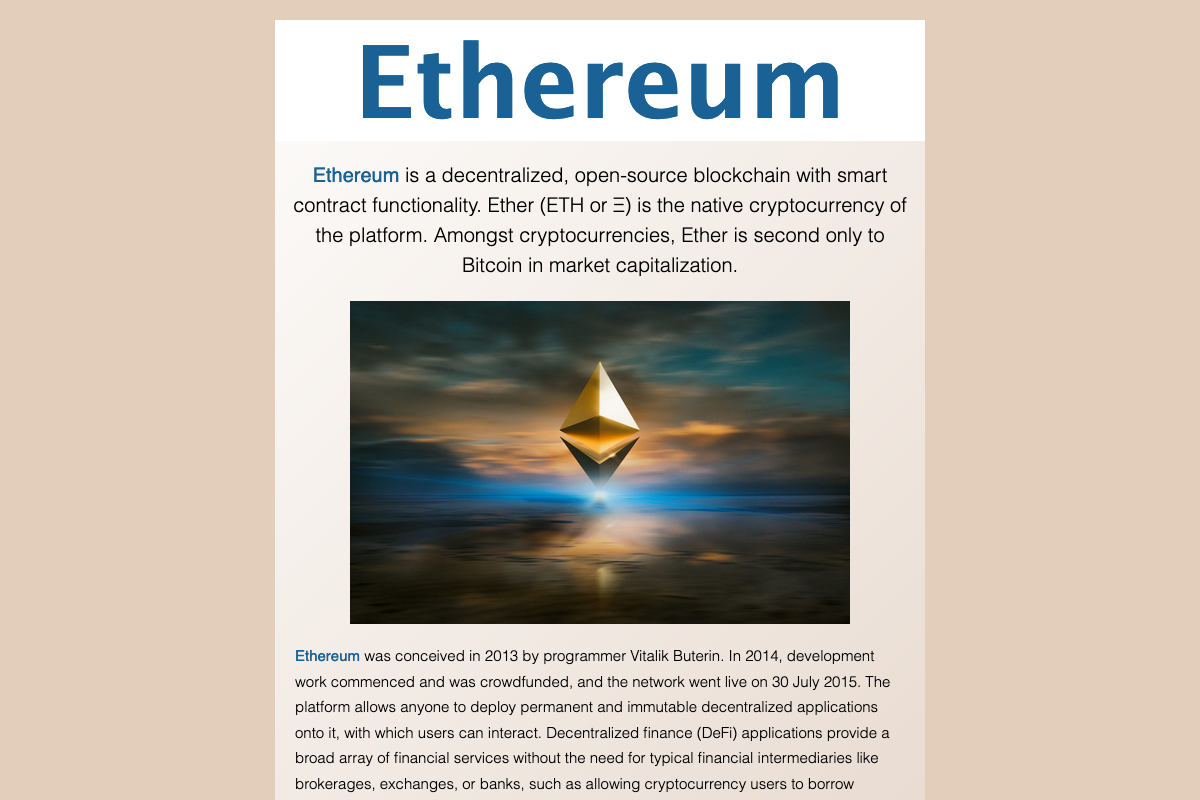 Ethereum
Ethereum is a decentralized, open-source blockchain with smart
contract functionality. Ether (ETH or Ξ) is the native cryptocurrency of
the platform. Amongst cryptocurrencies, Ether is second only to
Bitcoin in market capitalization.
Ethereum was conceived in 2013 by programmer Vitalik Buterin. In 2014, development
work commenced and was crowdfunded, and the network went live on 30 July 2015. The
platform allows anyone to deploy permanent and immutable decentralized applications
onto it, with which users can interact. Decentralized finance (DeFi) applications provide a
broad array of financial services without the need for typical financial intermediaries like
brokerages, exchanges, or banks, such as allowing cryptocurrency users to borrow